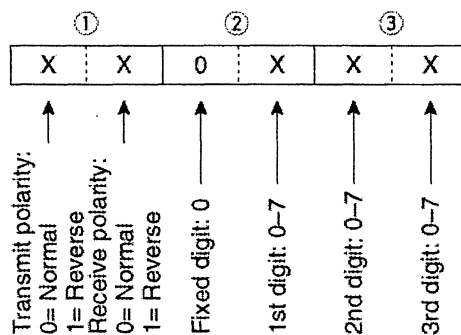 ① ② ③
X X 0 X X X
Transmit polarity:
0= Normal
1= Reverse
Receive polarity:
0= Normal
1= Reverse
Fixed digit: 0
1st digit: 0–7
2nd digit: 0–7
3rd digit: 0–7